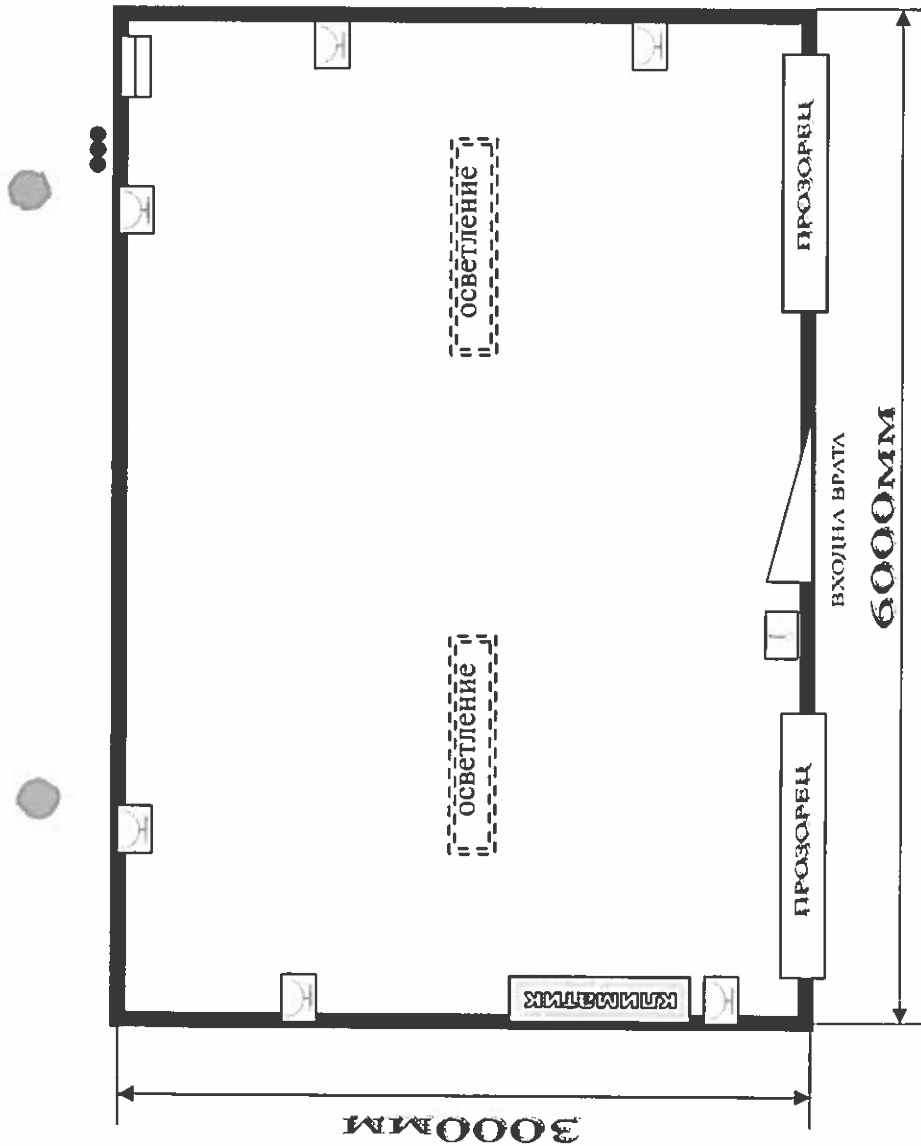 осветление
осветление
КЛИМАТИК
ПРОЗОРЕЦ
ПРОЗОРЕЦ
ВХОДНА ВРАТА
6000ММ
3000ММ